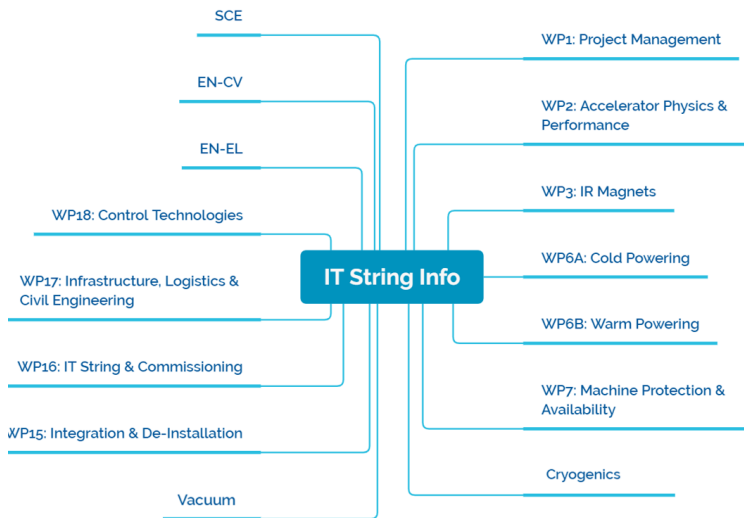 SCE
EN-CV
EN-EL
WP18: Control Technologies
WP17: Infrastructure, Logistics &
Civil Engineering
WP16: IT String & Commissioning
WP15: Integration & De-Installation
Vacuum
IT String Info
WP1: Project Management
WP2: Accelerator Physics &
Performance
WP3: IR Magnets
WP6A: Cold Powering
WP6B: Warm Powering
WP7: Machine Protection &
Availability
Cryogenics